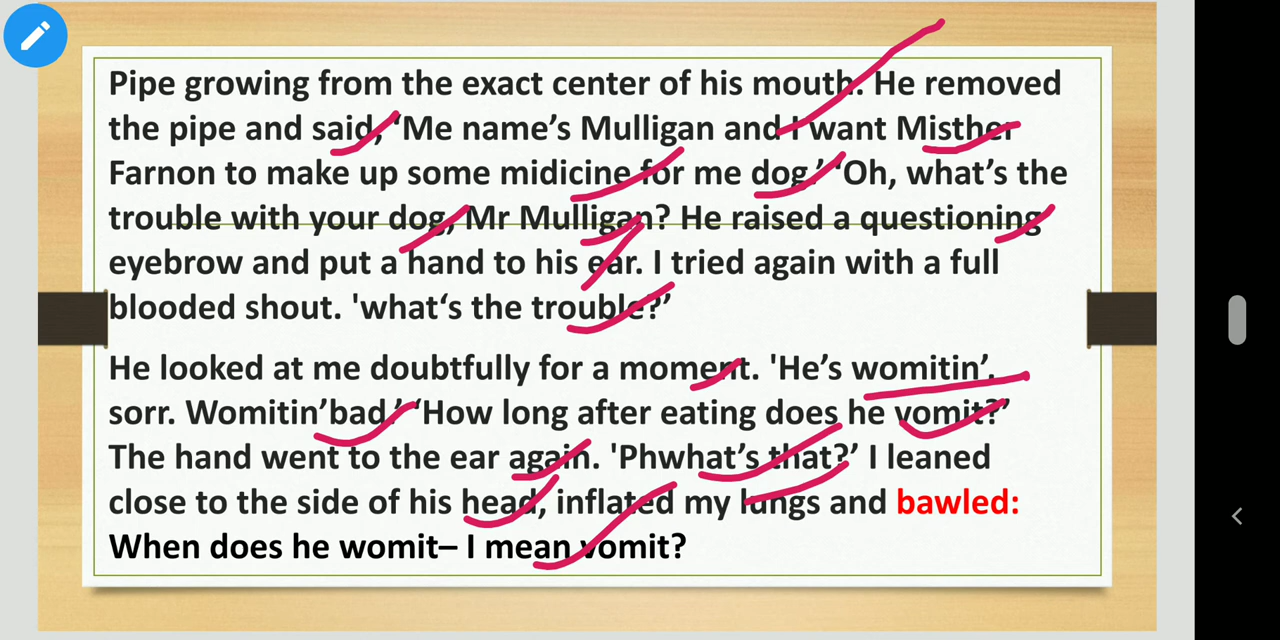 Pipe growing from the exact center of his mouth. He removed
the pipe and said, ‘Me name’s Mulligan and I want Misther
Farnon to make up some midicine for me dog.’ ‘Oh, what’s the
trouble with your dog, Mr Mulligan? He raised a questioning
eyebrow and put a hand to his ear. I tried again with a full
blooded shout. 'what‘s the trouble?’
He looked at me doubtfully for a moment. 'He’s womitin’.
sorr. Womitin’bad.’ ‘How long after eating does he vomit?’
The hand went to the ear again. 'Phwhat’s that?’ I leaned
close to the side of his head, inflated my lungs and bawled:
When does he womit– I mean vomit?